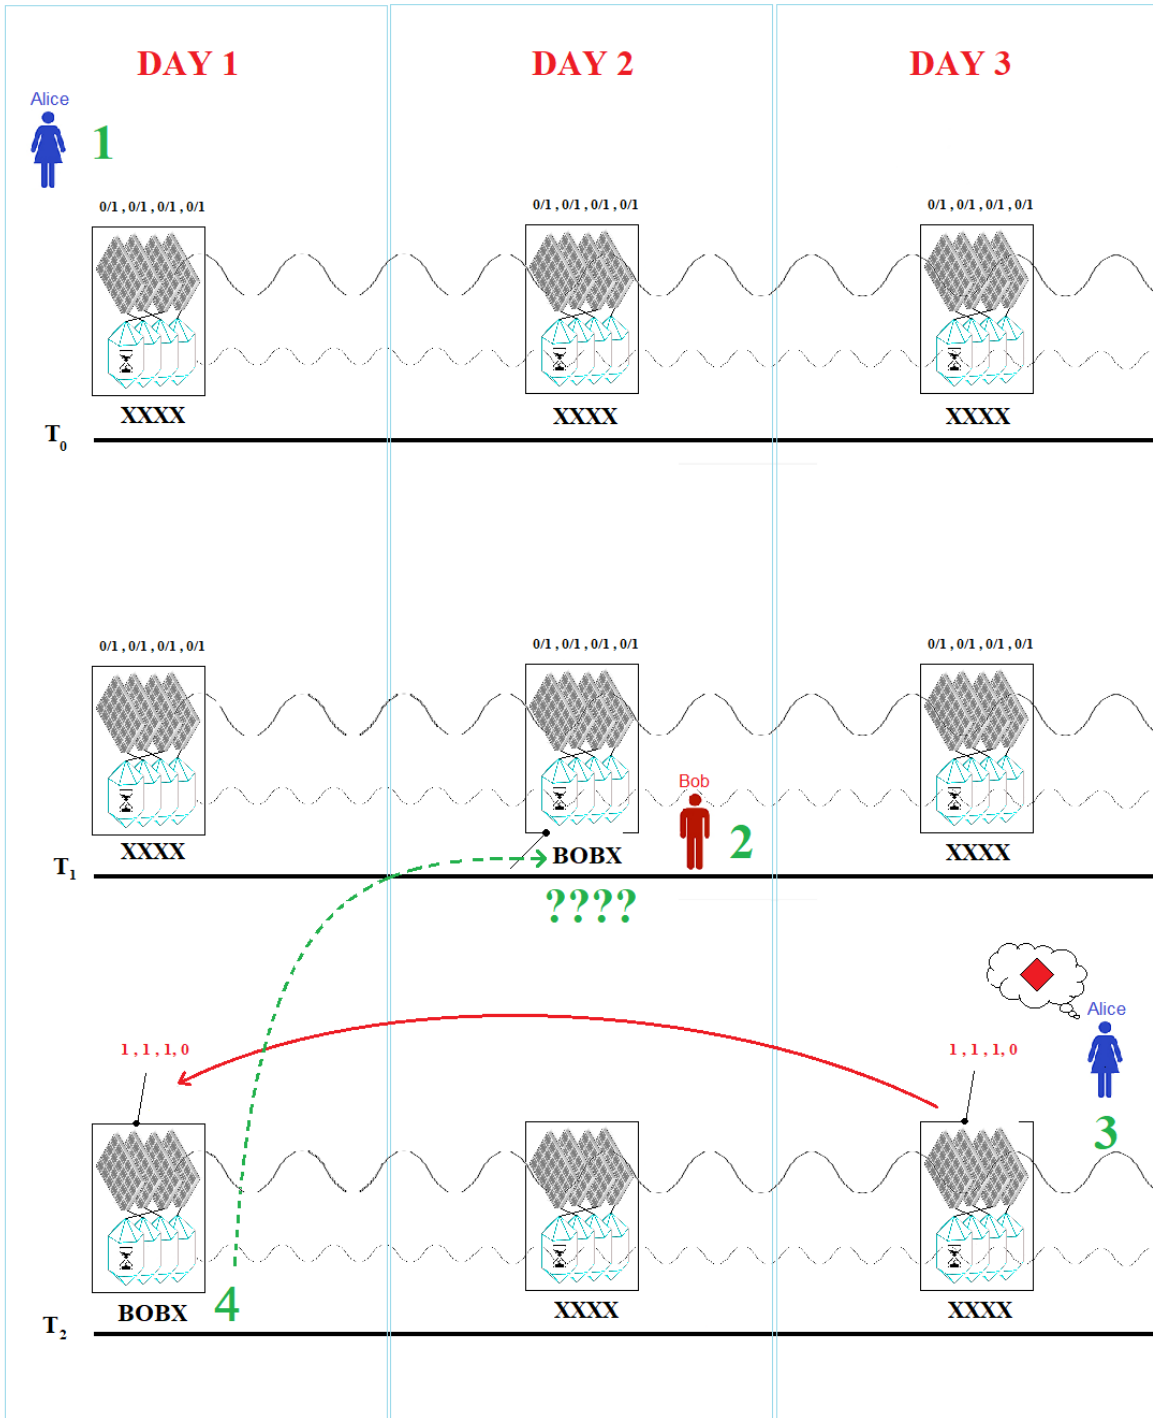 DAY 1 DAY 2 DAY 3
Alice
1
0/1 , 0/1 , 0/1 , 0/1 0/1 , 0/1 , 0/1 , 0/1 0/1 , 0/1 , 0/1 , 0/1
XXXX XXXX XXXX
T0
0/1 , 0/1 , 0/1 , 0/1 0/1 , 0/1 , 0/1 , 0/1 0/1 , 0/1 , 0/1 , 0/1
Bob
2
XXXX BOBX XXXX
T1
????
Alice
1 , 1 , 1, 0 1 , 1 , 1, 0
3
4
BOBX XXXX XXXX
T2